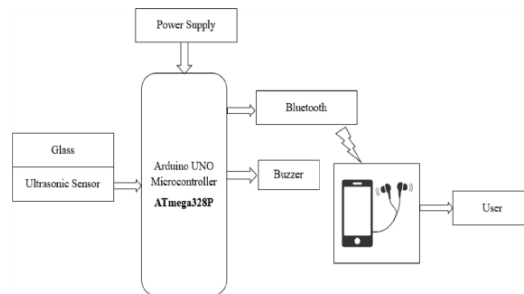 Power Supply
Bluetooth
Glass
Ultrasonic Sensor
Arduino UNO
Microcontroller
ATmega328P
Buzzer
User